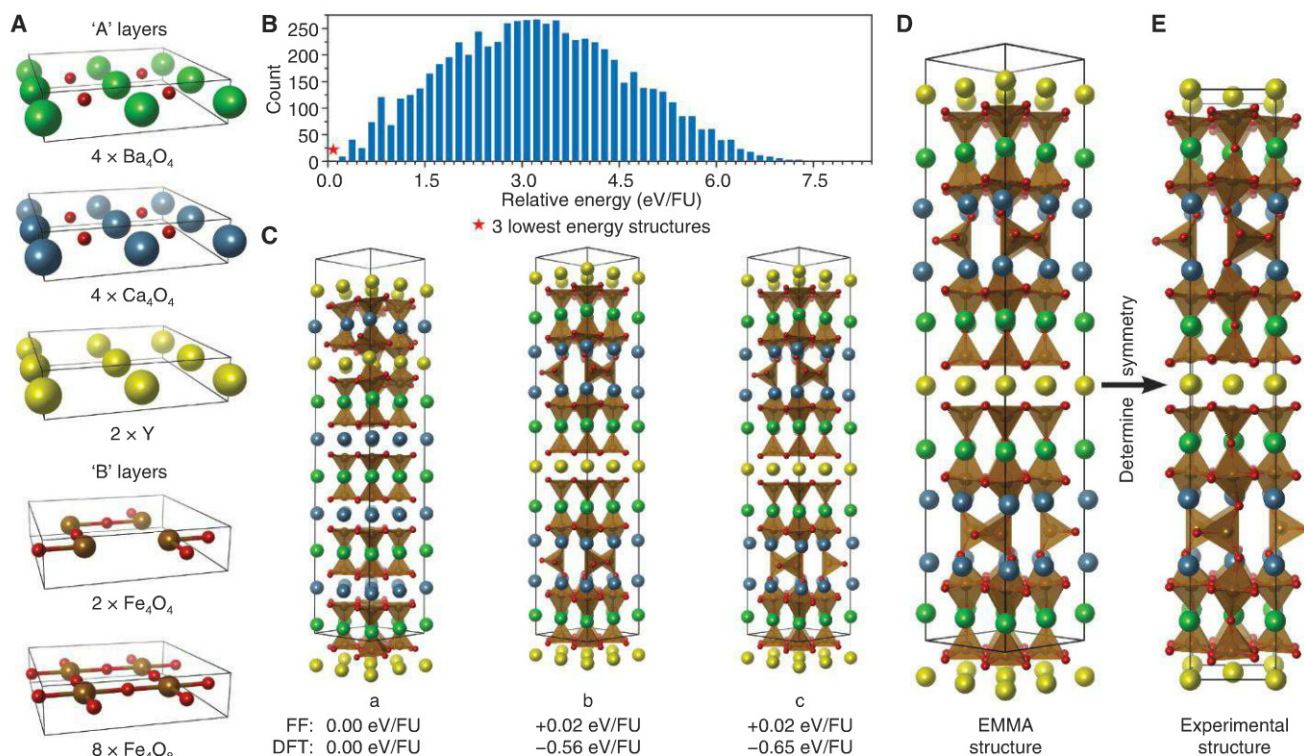 A
'A' layers
4 × Ba₄O₄
4 × Ca₄O₄
2 × Y
'B' layers
2 × Fe₄O₄
8 × Fe₄O₈
B
Count
250
200
150
100
50
0
0.0 1.5 3.0 4.5 6.0 7.5
Relative energy (eV/FU)
★ 3 lowest energy structures
C
a b c
FF: 0.00 eV/FU +0.02 eV/FU +0.02 eV/FU
DFT: 0.00 eV/FU −0.56 eV/FU −0.65 eV/FU
D
EMMA
structure
Determine symmetry
E
Experimental
structure